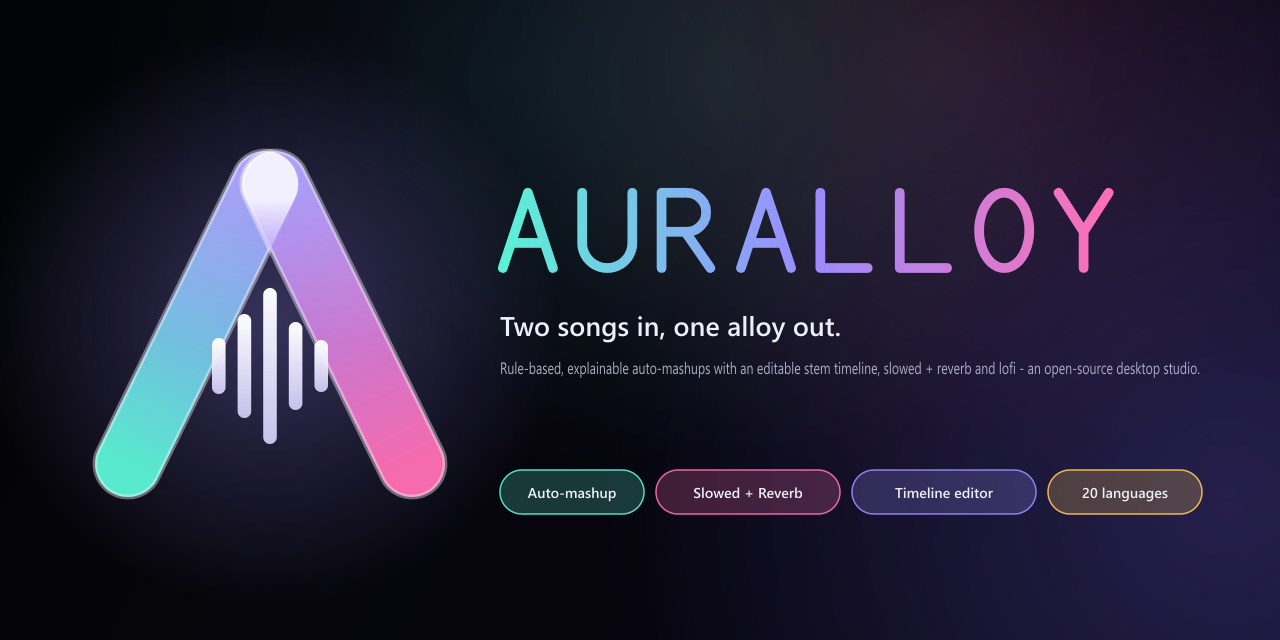 AURALLOY
Two songs in, one alloy out.
Rule-based, explainable auto-mashups with an editable stem timeline, slowed + reverb and lofi - an open-source desktop studio.
Auto-mashup
Slowed + Reverb
Timeline editor
20 languages